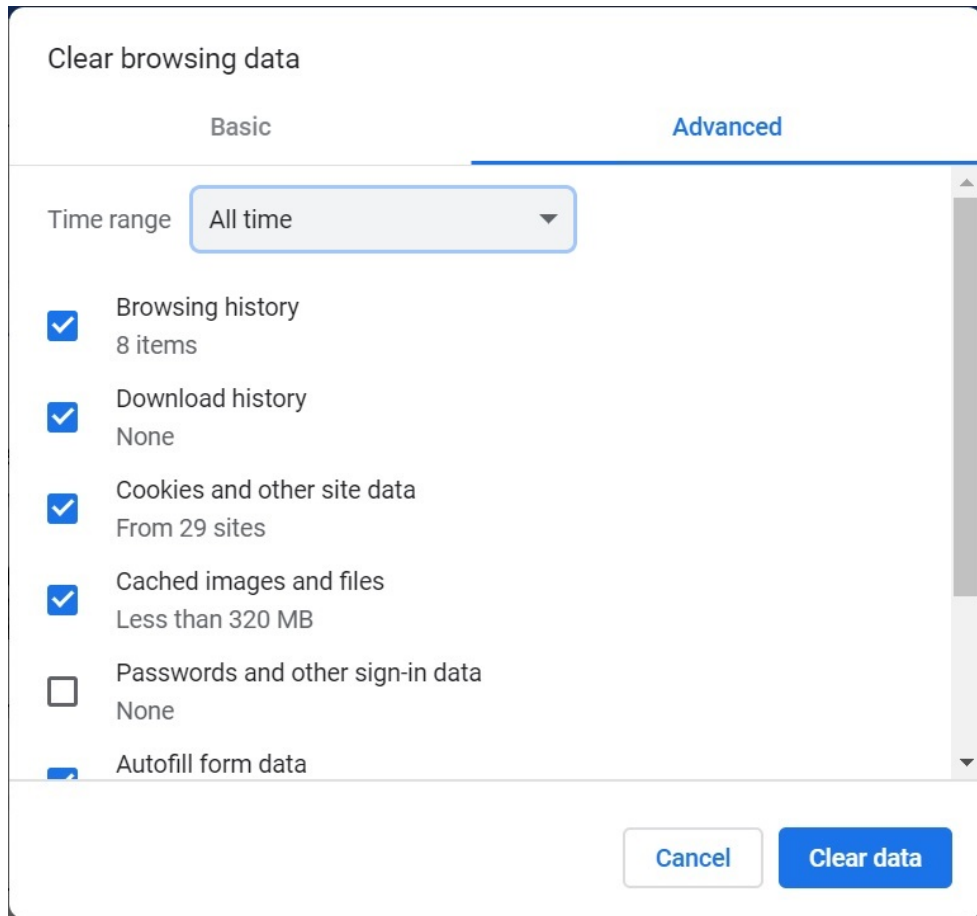 Clear browsing data
Basic
Advanced
Time range
All time
Browsing history
8 items
Download history
None
Cookies and other site data
From 29 sites
Cached images and files
Less than 320 MB
Passwords and other sign-in data
None
Autofill form data
Cancel
Clear data